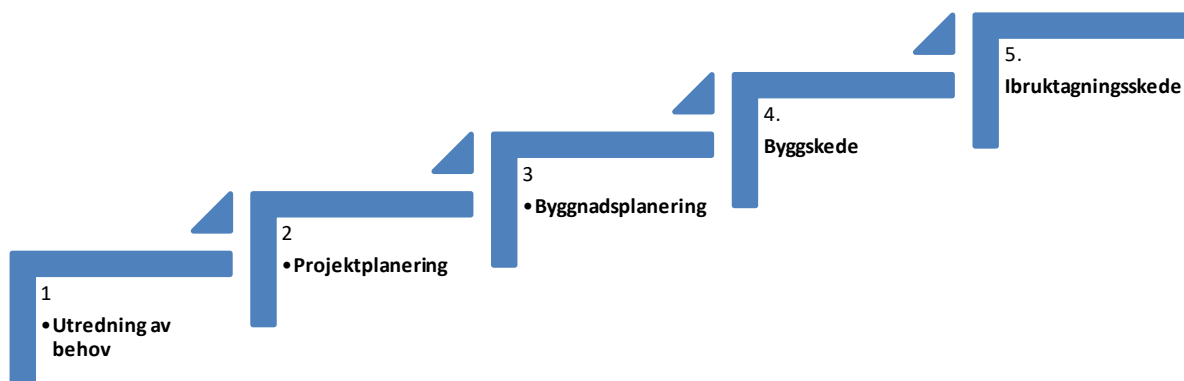 1
•Utredning av
behov
2
•Projektplanering
3
•Byggnadsplanering
4.
Byggskede
5.
Ibruktagningsskede